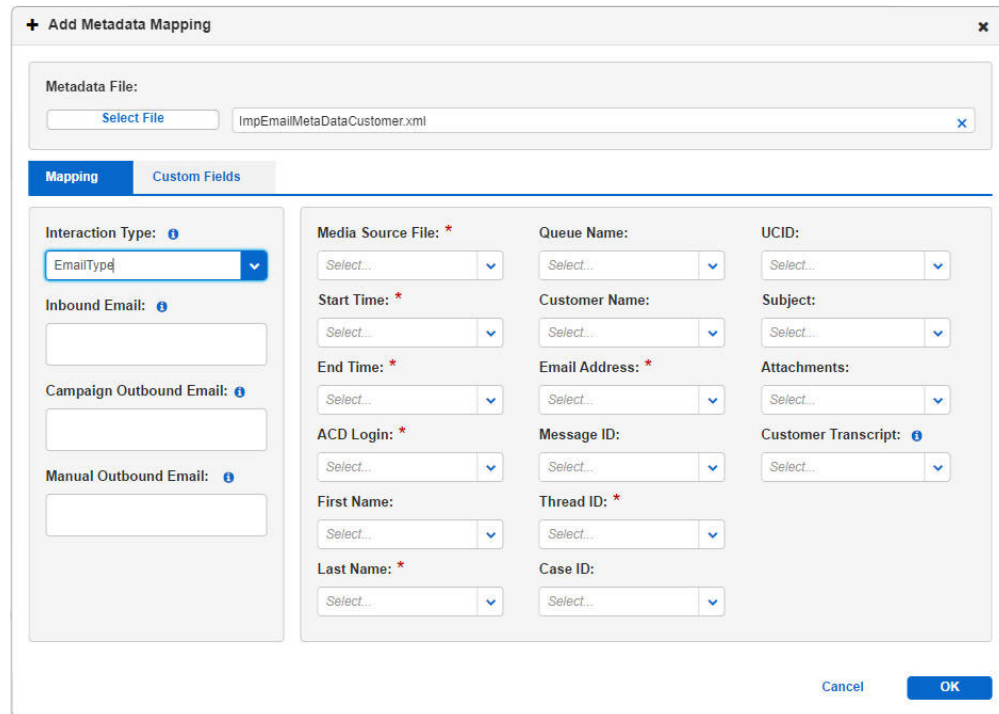 + Add Metadata Mapping
Metadata File:
Select File
ImpEmailMetaDataCustomer.xml
Mapping
Custom Fields
Interaction Type:
EmailType
Inbound Email:
Campaign Outbound Email:
Manual Outbound Email:
Media Source File: *
Select...
Start Time: *
Select...
End Time: *
Select...
ACD Login: *
Select...
First Name:
Select...
Last Name: *
Select...
Queue Name:
Select...
Customer Name:
Select...
Email Address: *
Select...
Message ID:
Select...
Thread ID: *
Select...
Case ID:
Select...
UCID:
Select...
Subject:
Select...
Attachments:
Select...
Customer Transcript:
Select...
Cancel
OK